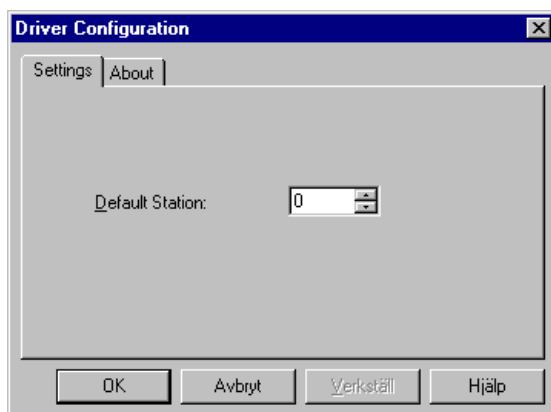 Driver Configuration
Settings About
Default Station: 0
OK Avbryt Verkställ Hjälp